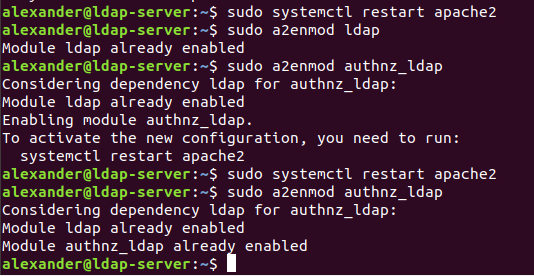 alexander@ldap-server:~$ sudo systemctl restart apache2
alexander@ldap-server:~$ sudo a2enmod ldap
Module ldap already enabled
alexander@ldap-server:~$ sudo a2enmod authnz_ldap
Considering dependency ldap for authnz_ldap:
Module ldap already enabled
Enabling module authnz_ldap.
To activate the new configuration, you need to run:
  systemctl restart apache2
alexander@ldap-server:~$ sudo systemctl restart apache2
alexander@ldap-server:~$ sudo a2enmod authnz_ldap
Considering dependency ldap for authnz_ldap:
Module ldap already enabled
Module authnz_ldap already enabled
alexander@ldap-server:~$